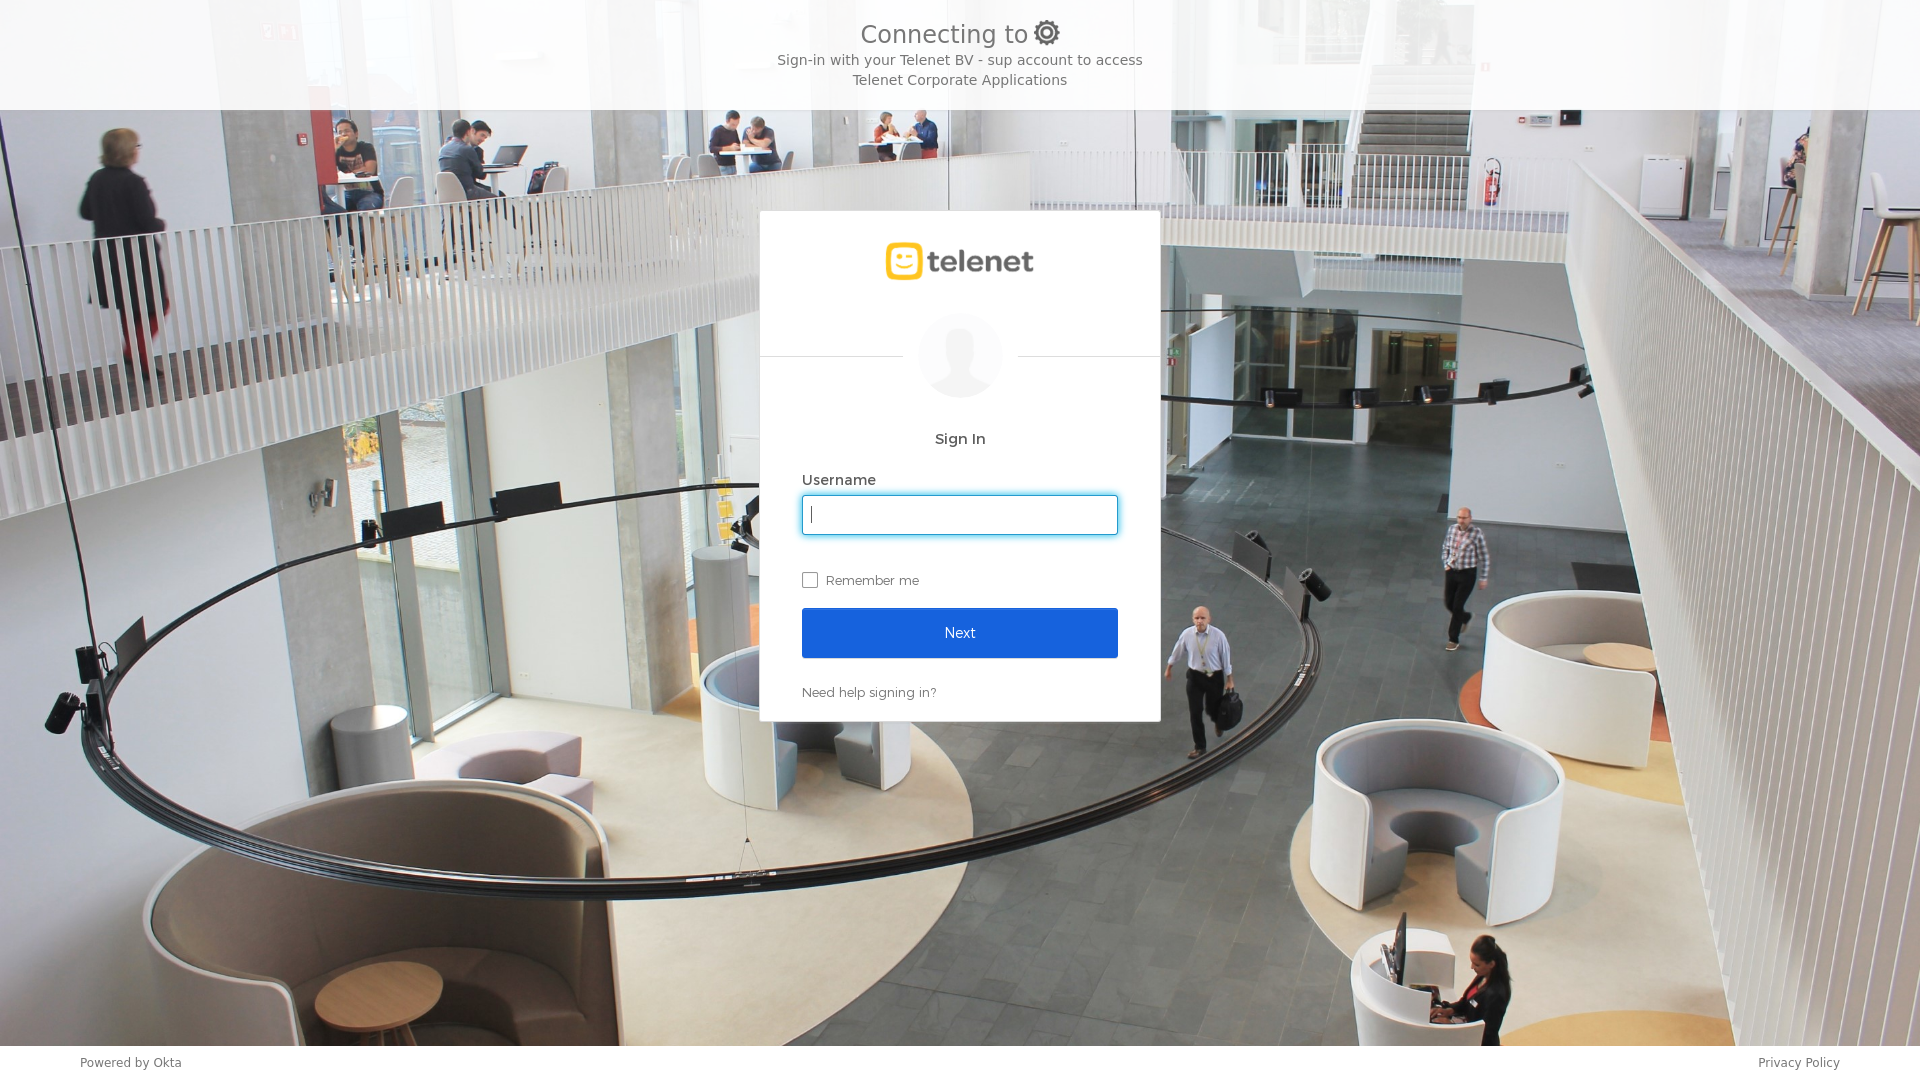 Connecting to
Sign-in with your Telenet BV - sup account to access
Telenet Corporate Applications
telenet
Sign In
Username
Remember me
Next
Need help signing in?
Powered by Okta
Privacy Policy